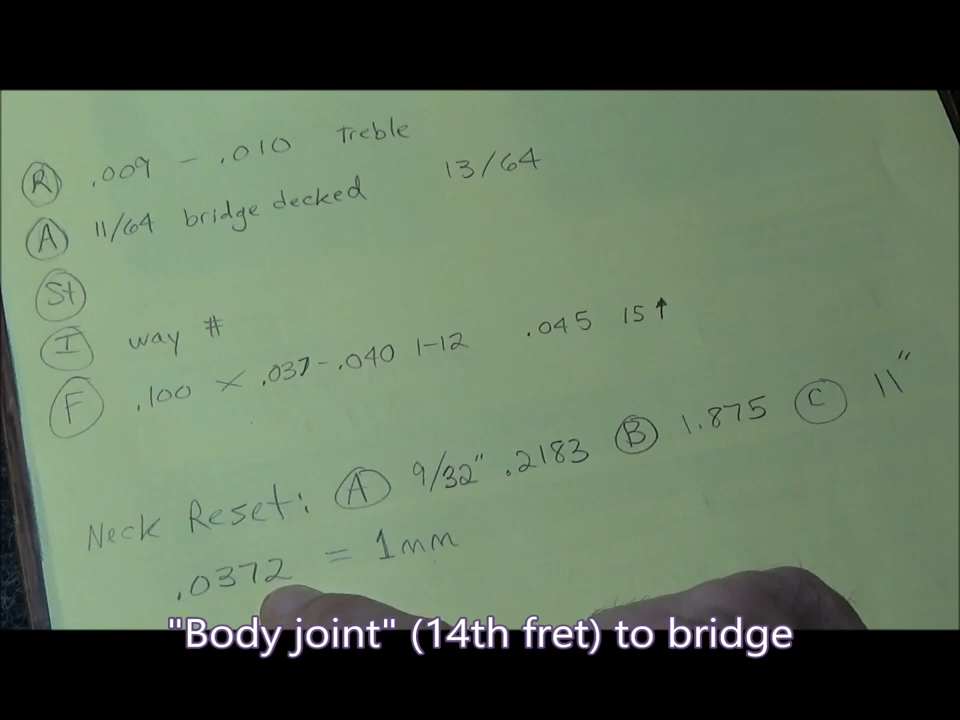 R .009 - .010 Treble
A 11/64 bridge decked 13/64
St
I way #
F .100 x .037-.040 1-12 .045 15↑
Neck Reset: A 9/32" .2183 B 1.875 C 11"
.0372 = 1mm
"Body joint" (14th fret) to bridge